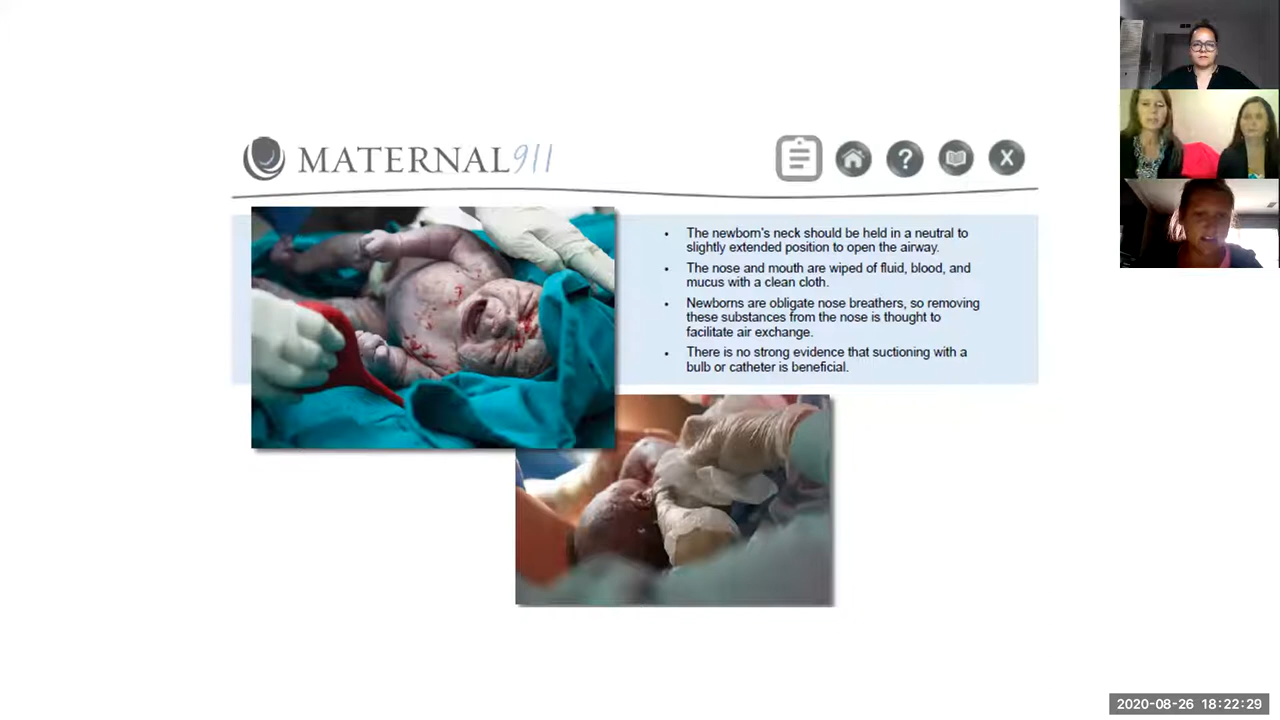 MATERNAL911
?
X
• The newborn's neck should be held in a neutral to
slightly extended position to open the airway.
• The nose and mouth are wiped of fluid, blood, and
mucus with a clean cloth.
• Newborns are obligate nose breathers, so removing
these substances from the nose is thought to
facilitate air exchange.
• There is no strong evidence that suctioning with a
bulb or catheter is beneficial.
2020-08-26 18:22:29